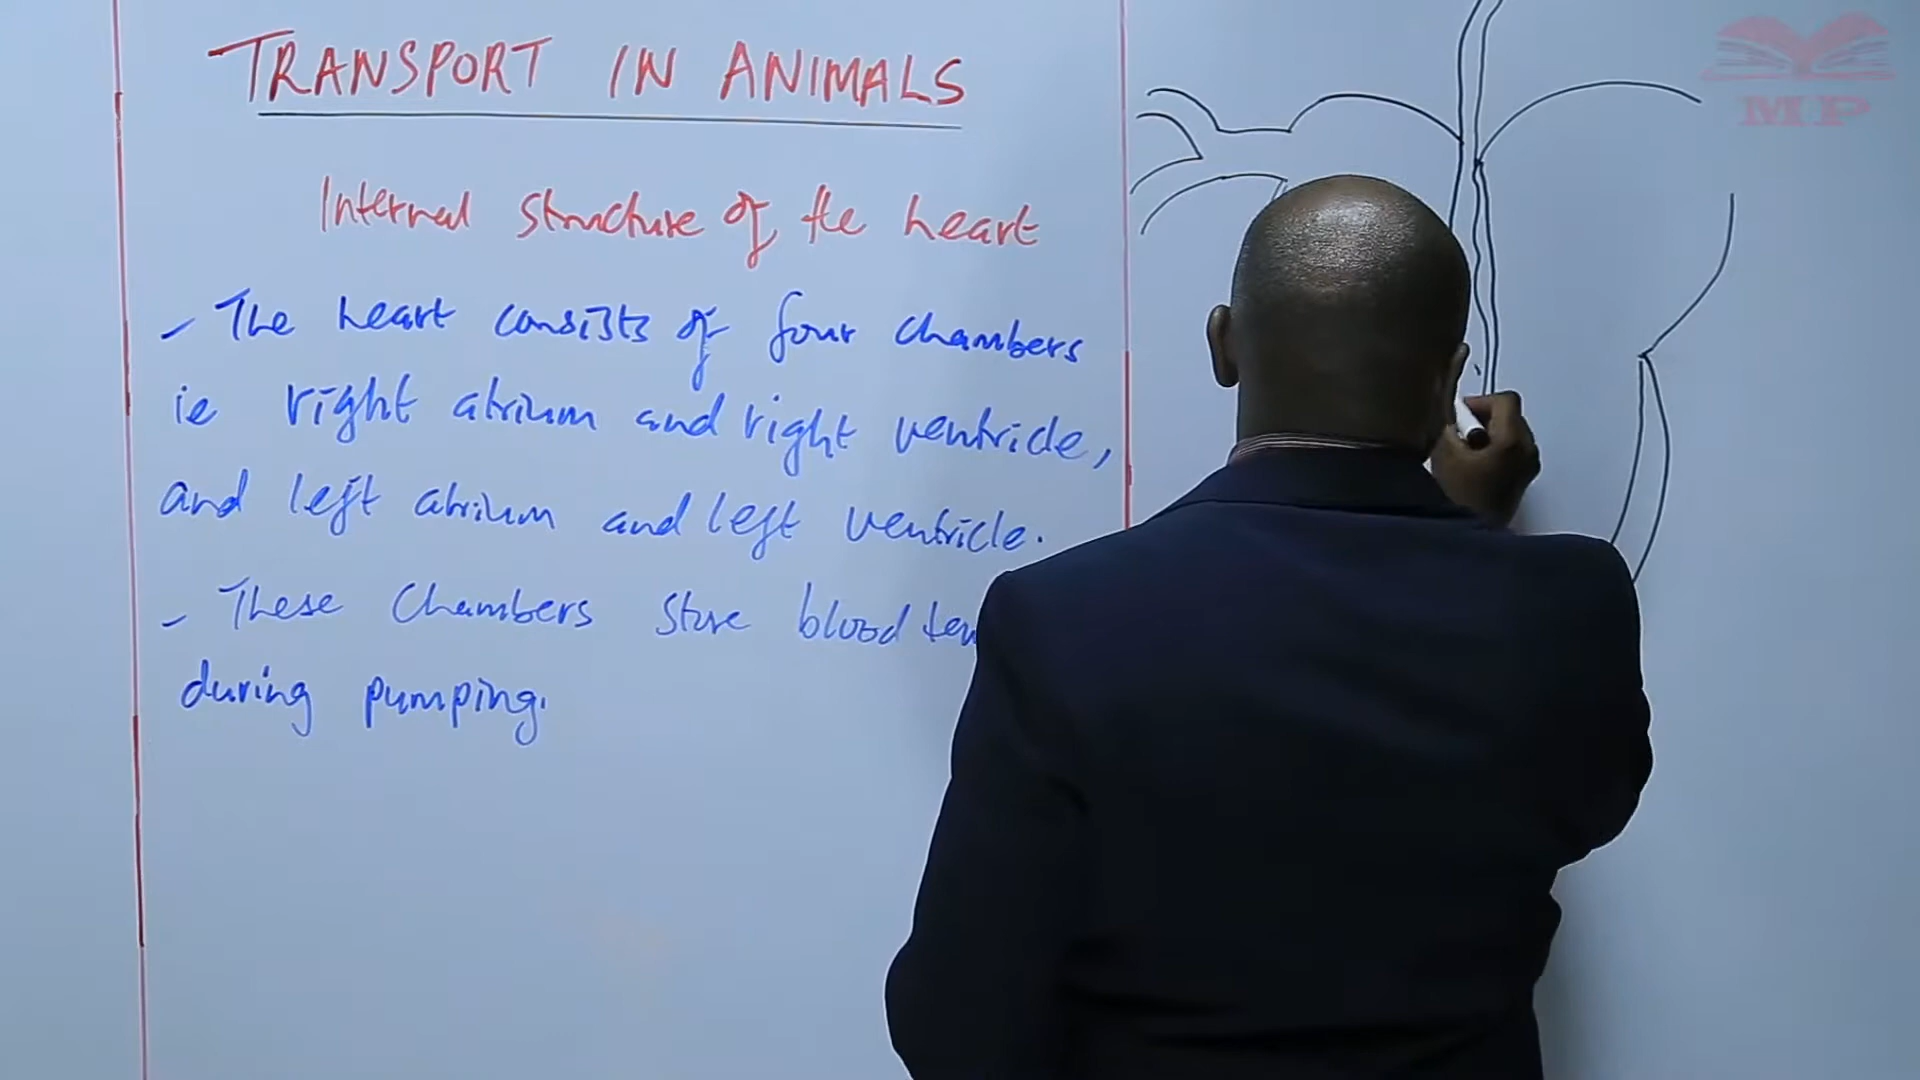 TRANSPORT IN ANIMALS
Internal structure of the heart
- The heart consists of four chambers
ie right atrium and right ventricle,
and left atrium and left ventricle.
- These chambers store blood
during pumping.
MP